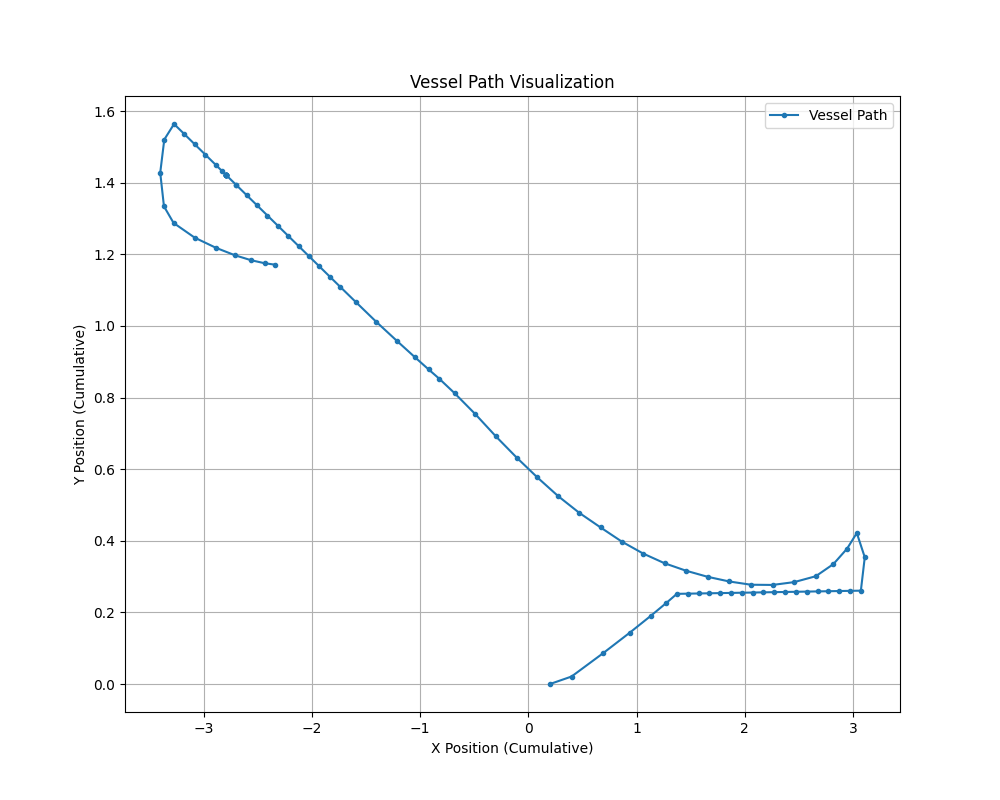 Vessel Path Visualization
Vessel Path
Y Position (Cumulative)
1.6
1.4
1.2
1.0
0.8
0.6
0.4
0.2
0.0
−3 −2 −1 0 1 2 3
X Position (Cumulative)